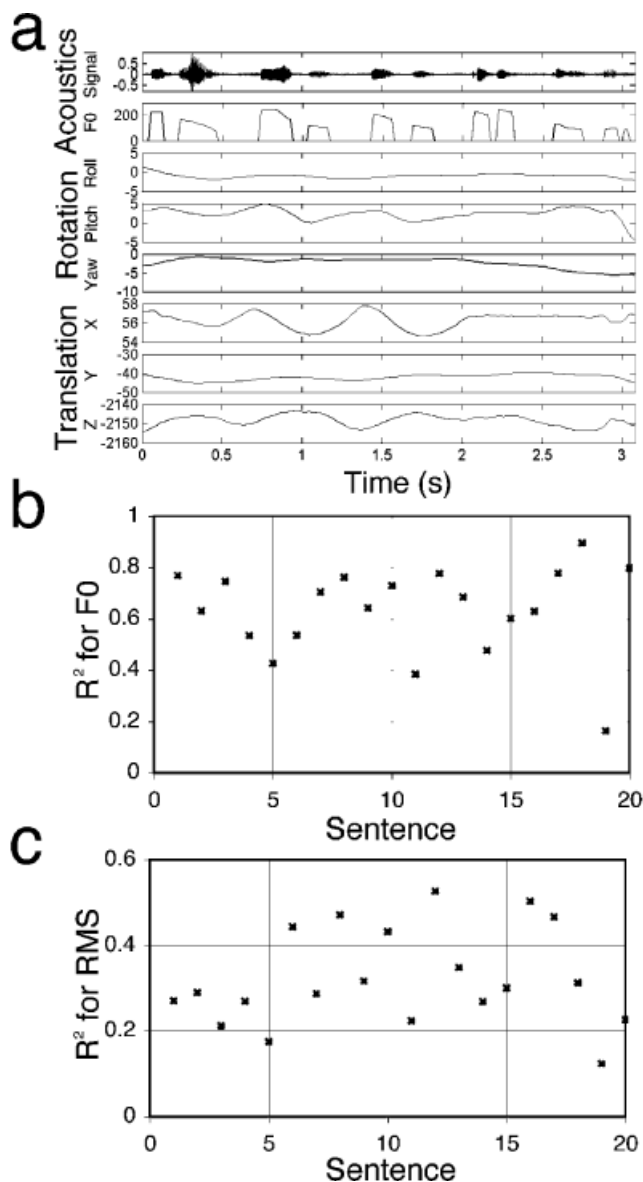 a
Acoustics
Signal
0.5
-0.5
F0
200
0
Rotation
Roll
5
0
-5
Pitch
5
0
-5
Yaw
0
-5
-10
Translation
X
58
56
54
Y
-30
-40
-50
Z
-2140
-2150
-2160
0 0.5 1 1.5 2 2.5 3
Time (s)
b
R² for F0
1
0.8
0.6
0.4
0.2
0
0 5 10 15 20
Sentence
c
R² for RMS
0.6
0.4
0.2
0
0 5 10 15 20
Sentence